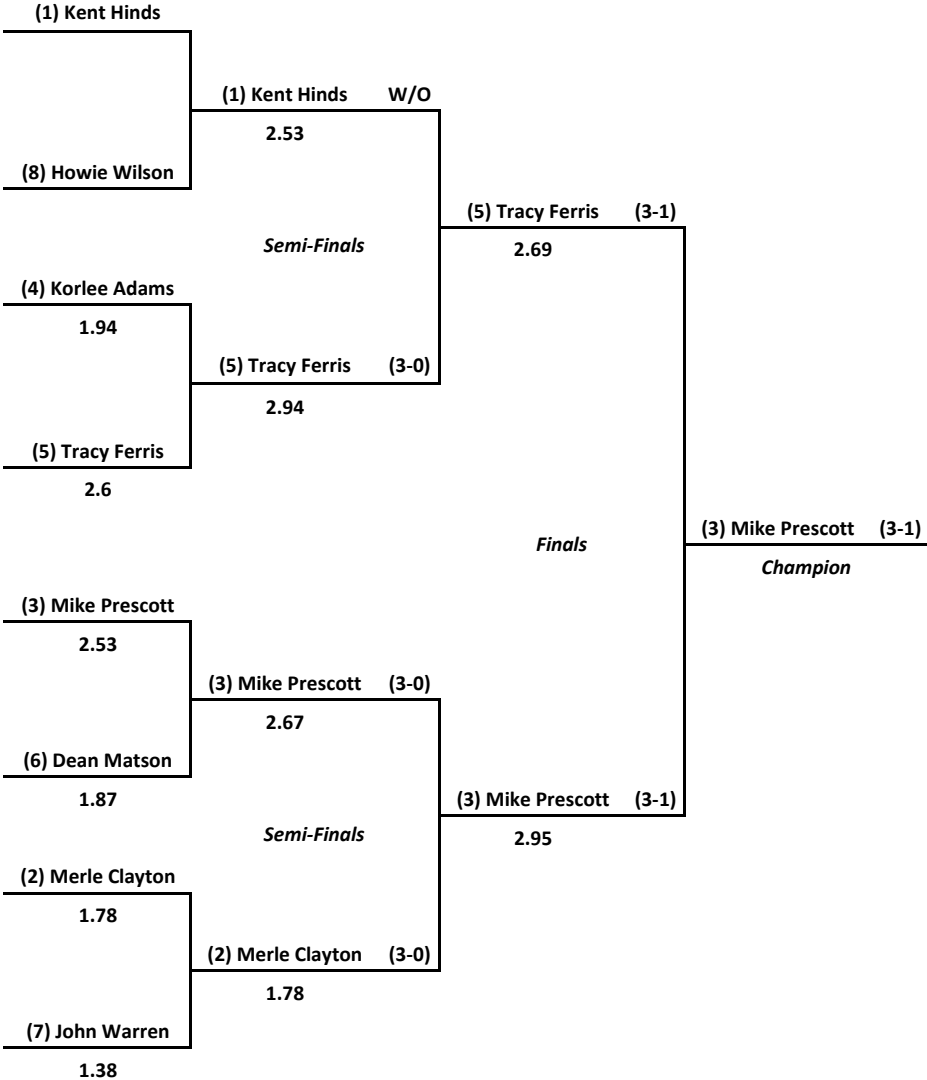 (1) Kent Hinds
(1) Kent Hinds W/O
2.53
(8) Howie Wilson
(5) Tracy Ferris (3-1)
Semi-Finals
2.69
(4) Korlee Adams
1.94
(5) Tracy Ferris (3-0)
2.94
(5) Tracy Ferris
2.6
(3) Mike Prescott (3-1)
Finals
Champion
(3) Mike Prescott
2.53
(3) Mike Prescott (3-0)
2.67
(6) Dean Matson
1.87
(3) Mike Prescott (3-1)
Semi-Finals
2.95
(2) Merle Clayton
1.78
(2) Merle Clayton (3-0)
1.78
(7) John Warren
1.38